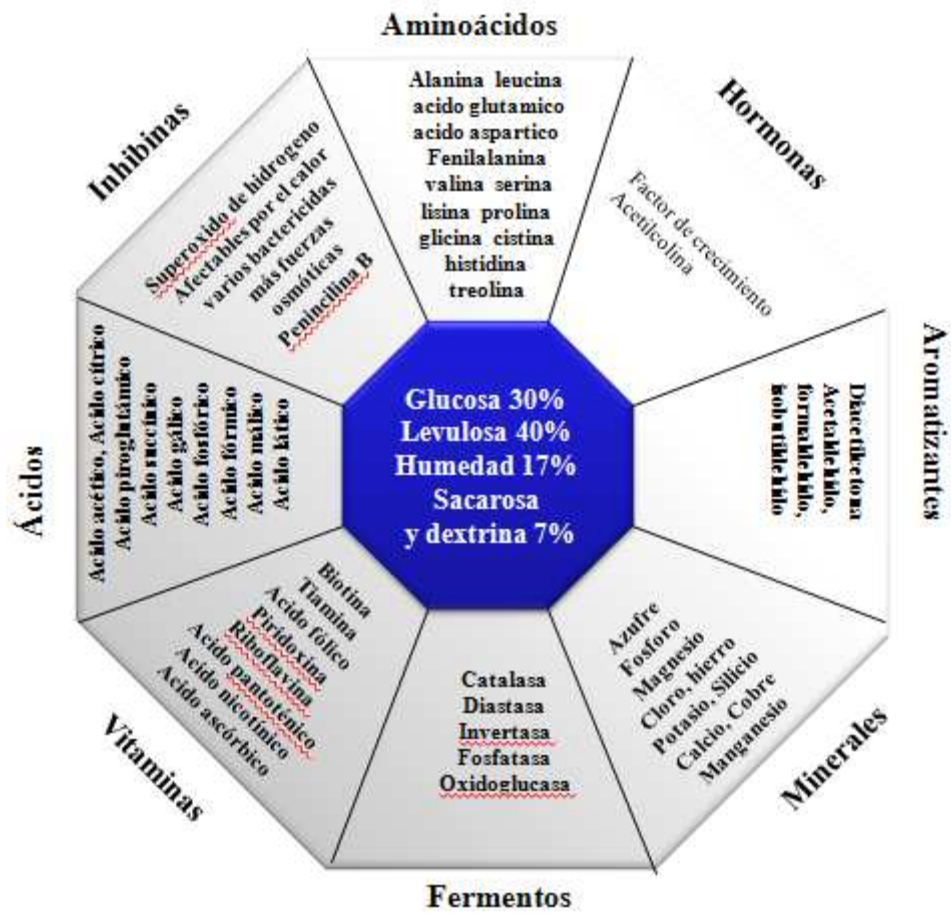 Aminoácidos
Alanina leucina
acido glutamico
acido aspartico
Fenilalanina
valina serina
lisina prolina
glicina cistina
histidina
treolina
Hormonas
Factor de crecimiento
Acetilcolina
Aromatizantes
Diacetilcetona
Acetaldehido,
fórmaldehido,
isobutildehido
Minerales
Azufre
Fosforo
Magnesio
Cloro, hierro
Potasio, Silicio
Calcio, Cobre
Manganesio
Fermentos
Catalasa
Diastasa
Invertasa
Fosfatasa
Oxidoglucasa
Vitaminas
Biotina
Tiamina
Acido fólico
Piridoxina
Riboflavina
Acido pantoténico
Acido nicotínico
Acido ascórbico
Ácidos
Acido acético, Acido cítrico
Acido piroglutámico
Acido succínico
Acido gálico
Acido fosfórico
Acido fórmico
Acido málico
Acido lático
Inhibinas
Superoxido de hidrogeno
Afectables por el calor
varios bactericidas
más fuerzas
osmóticas
Penincilina B
Glucosa 30%
Levulosa 40%
Humedad 17%
Sacarosa
y dextrina 7%